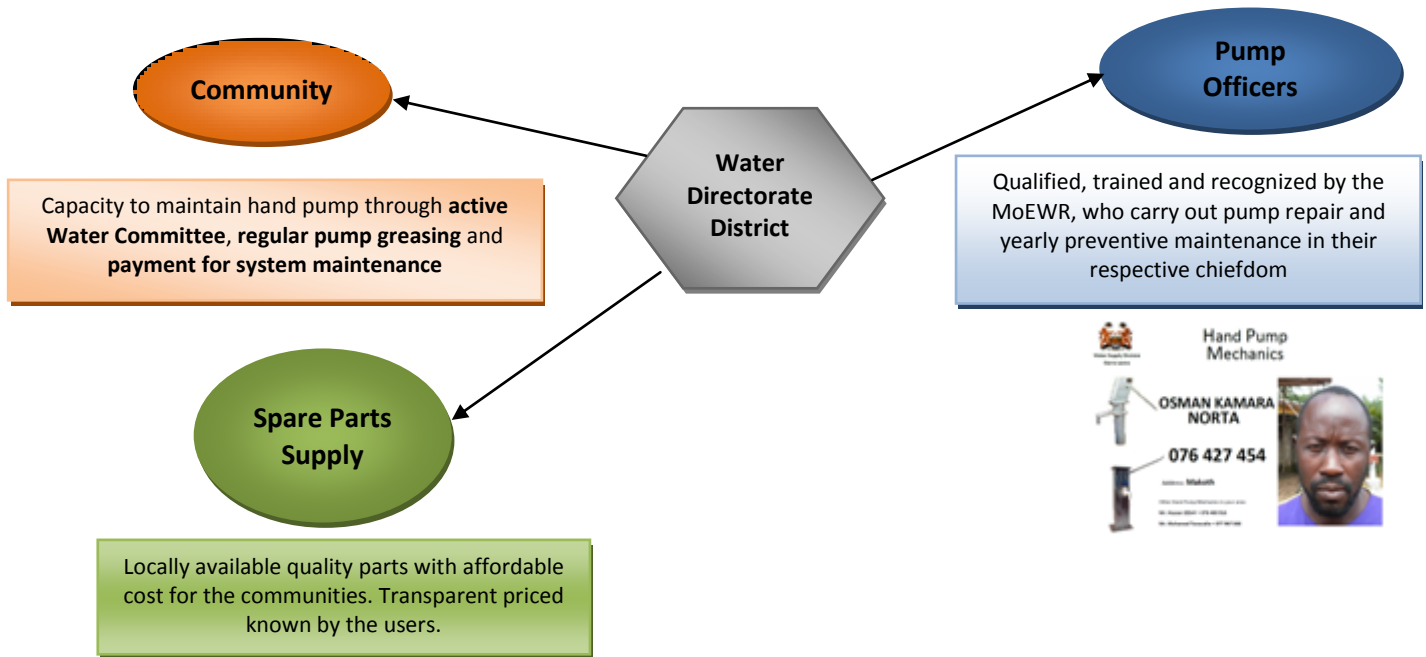 Community
Capacity to maintain hand pump through active
Water Committee, regular pump greasing and
payment for system maintenance
Water
Directorate
District
Pump
Officers
Qualified, trained and recognized by the
MoEWR, who carry out pump repair and
yearly preventive maintenance in their
respective chiefdom
Hand Pump
Mechanics
OSMAN KAMARA
NORTA
076 427 454
Address: Makoth
Spare Parts
Supply
Locally available quality parts with affordable
cost for the communities. Transparent priced
known by the users.